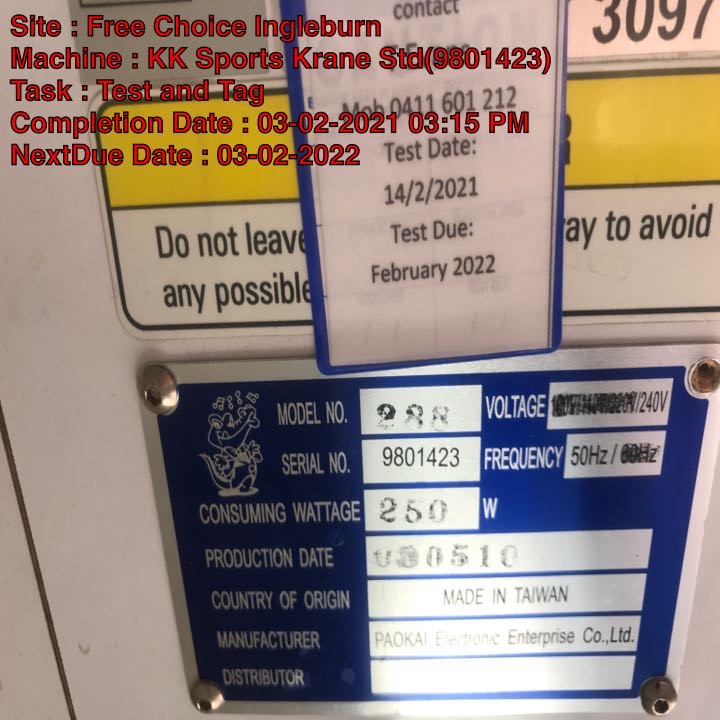 Site : Free Choice Ingleburn
Machine : KK Sports Krane Std(9801423)
Task : Test and Tag
Completion Date : 03-02-2021 03:15 PM
NextDue Date : 03-02-2022
contact
3097
Mob 0411 601 212
Test Date:
14/2/2021
Test Due:
February 2022
Do not leave
any possible
way to avoid
MODEL NO. 288
VOLTAGE /240V
SERIAL NO. 9801423
FREQUENCY 50Hz / 60Hz
CONSUMING WATTAGE 250 W
PRODUCTION DATE
COUNTRY OF ORIGIN MADE IN TAIWAN
MANUFACTURER PAOKAI Electronic Enterprise Co.,Ltd.
DISTRIBUTOR